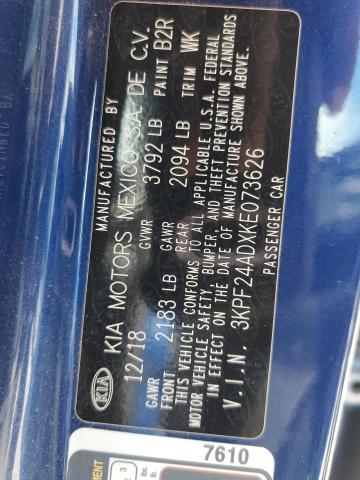 MANUFACTURED BY
KIA KIA MOTORS MEXICO S.A. DE C.V.
12/18 GVWR 3792 LB PAINT B2R
GAWR FRONT 2183 LB GAWR REAR 2094 LB TRIM WK
THIS VEHICLE CONFORMS TO ALL APPLICABLE U.S.A. FEDERAL
MOTOR VEHICLE SAFETY, BUMPER, AND THEFT PREVENTION STANDARDS
IN EFFECT ON THE DATE OF MANUFACTURE SHOWN ABOVE.
V.I.N. 3KPF24ADXKE073626
PASSENGER CAR
7610